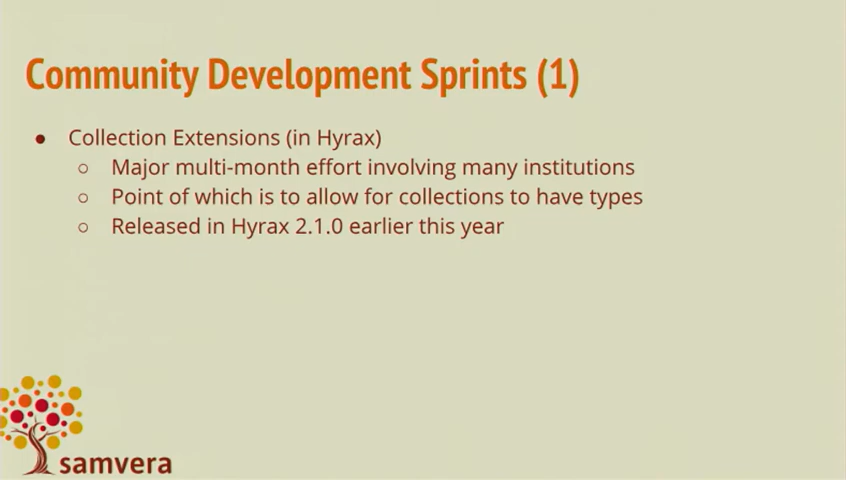 Community Development Sprints (1)
● Collection Extensions (in Hyrax)
○ Major multi-month effort involving many institutions
○ Point of which is to allow for collections to have types
○ Released in Hyrax 2.1.0 earlier this year
samvera